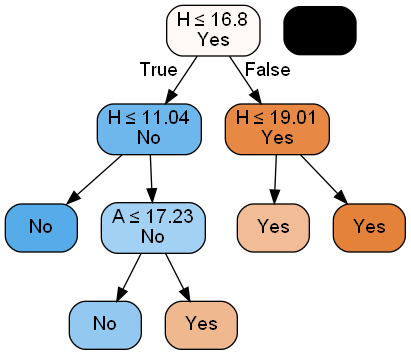 H ≤ 16.8
Yes
True
False
H ≤ 11.04
No
H ≤ 19.01
Yes
No
A ≤ 17.23
No
Yes
Yes
No
Yes